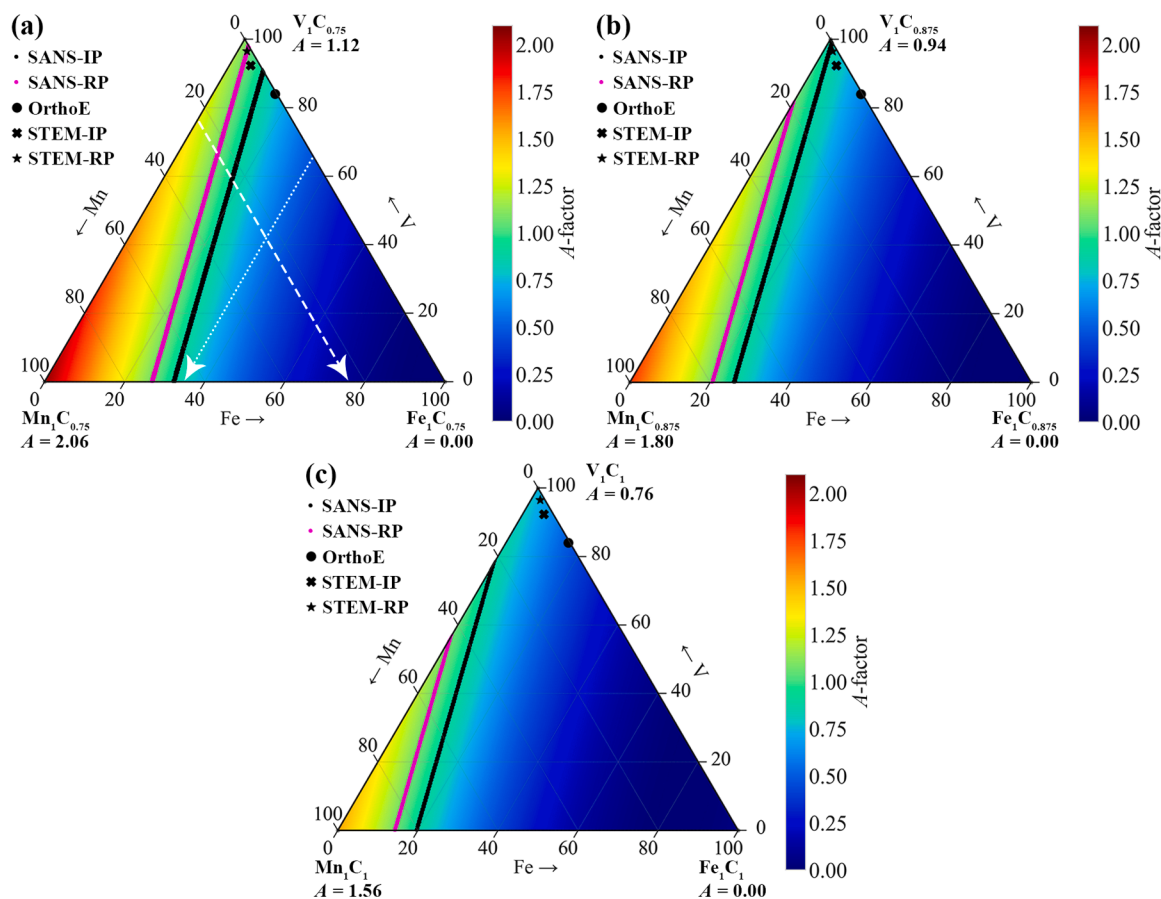 (a)
SANS-IP
SANS-RP
OrthoE
STEM-IP
STEM-RP
V₁C₀.₇₅
A = 1.12
0
20
40
60
80
100
← Mn
100
80
60
40
20
0
← V
0
20
40
60
80
100
Fe →
Mn₁C₀.₇₅
A = 2.06
Fe₁C₀.₇₅
A = 0.00
2.00
1.75
1.50
1.25
1.00
0.75
0.50
0.25
0.00
A-factor
(b)
SANS-IP
SANS-RP
OrthoE
STEM-IP
STEM-RP
V₁C₀.₈₇₅
A = 0.94
0
20
40
60
80
100
← Mn
100
80
60
40
20
0
← V
0
20
40
60
80
100
Fe →
Mn₁C₀.₈₇₅
A = 1.80
Fe₁C₀.₈₇₅
A = 0.00
2.00
1.75
1.50
1.25
1.00
0.75
0.50
0.25
0.00
A-factor
(c)
SANS-IP
SANS-RP
OrthoE
STEM-IP
STEM-RP
V₁C₁
A = 0.76
0
20
40
60
80
100
← Mn
100
80
60
40
20
0
← V
0
20
40
60
80
100
Fe →
Mn₁C₁
A = 1.56
Fe₁C₁
A = 0.00
2.00
1.75
1.50
1.25
1.00
0.75
0.50
0.25
0.00
A-factor